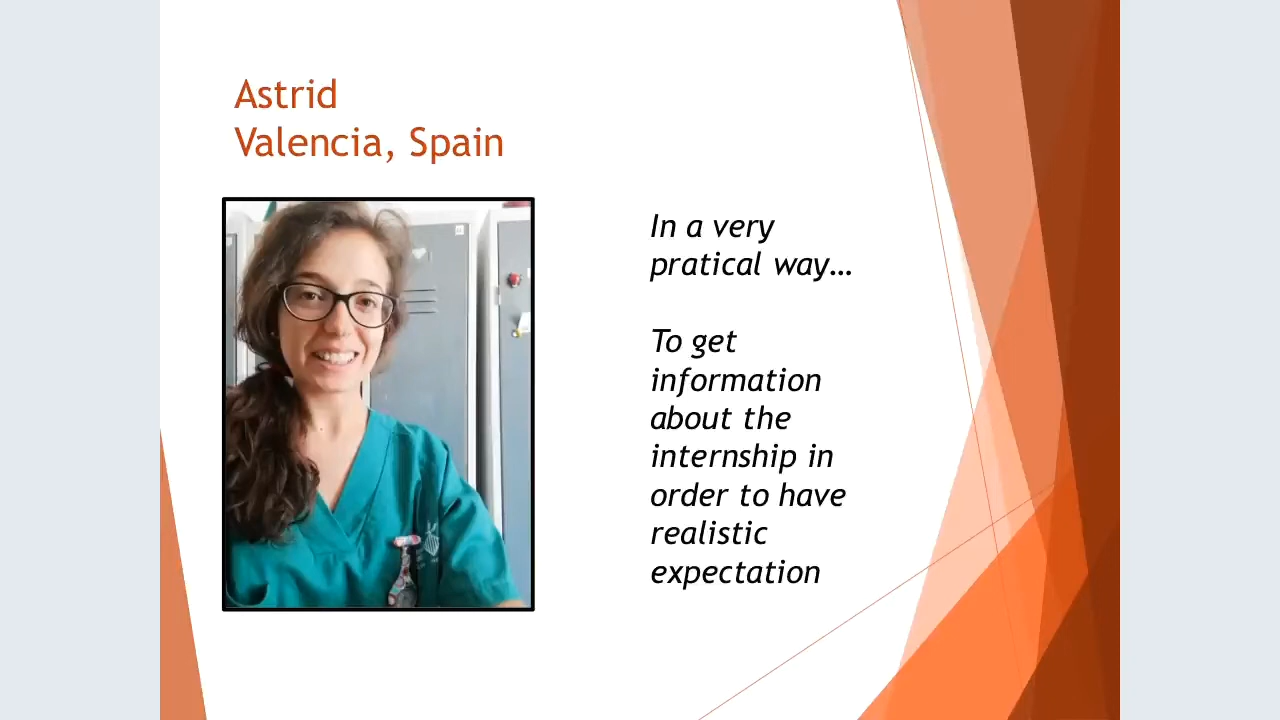 Astrid
Valencia, Spain
In a very
pratical way…
To get
information
about the
internship in
order to have
realistic
expectation